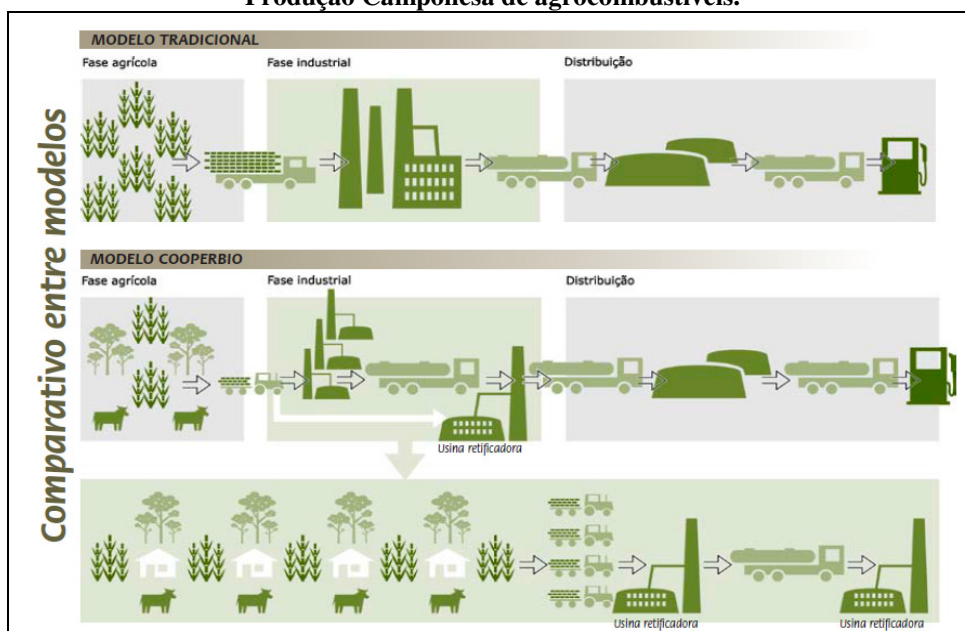 Produção Camponesa de agrocombustíveis.
Comparativo entre modelos
MODELO TRADICIONAL
Fase agrícola
Fase industrial
Distribuição
MODELO COOPERBIO
Fase agrícola
Fase industrial
Distribuição
Usina retificadora
Usina retificadora
Usina retificadora